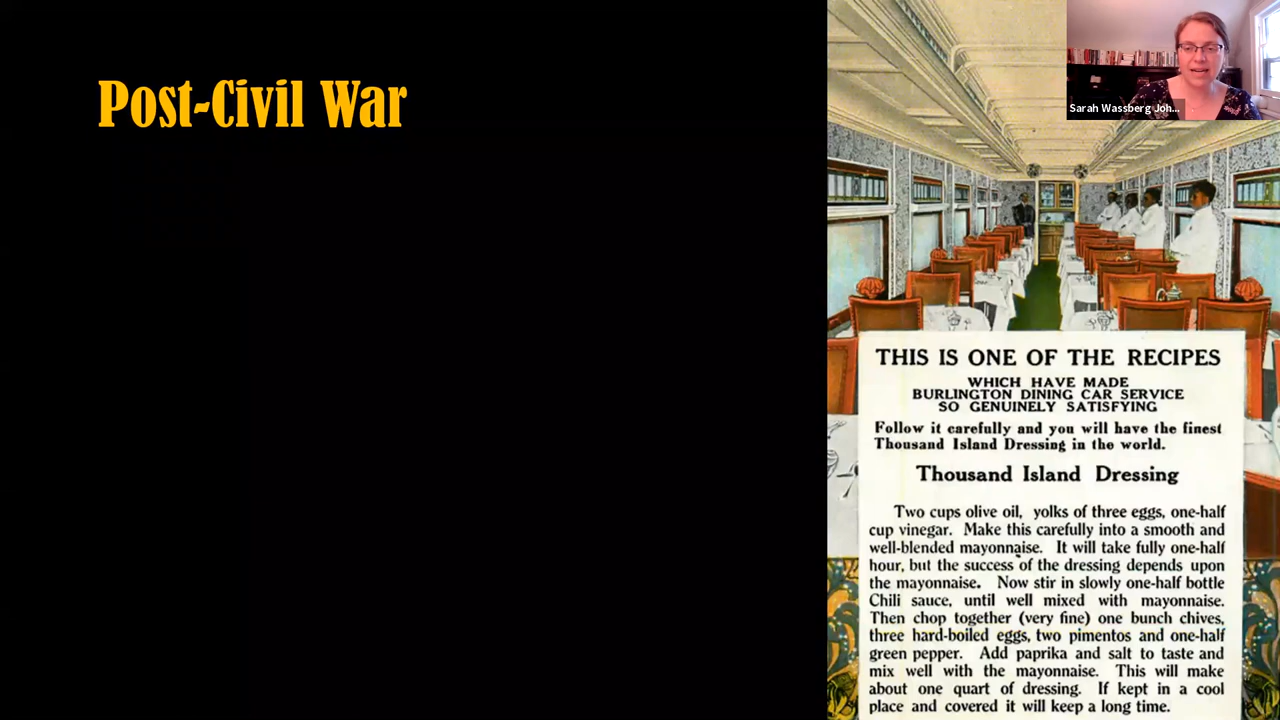 Post-Civil War
Sarah Wassberg Joh...
THIS IS ONE OF THE RECIPES
WHICH HAVE MADE
BURLINGTON DINING CAR SERVICE
SO GENUINELY SATISFYING
Follow it carefully and you will have the finest
Thousand Island Dressing in the world.
Thousand Island Dressing
Two cups olive oil, yolks of three eggs, one-half
cup vinegar. Make this carefully into a smooth and
well-blended mayonnaise. It will take fully one-half
hour, but the success of the dressing depends upon
the mayonnaise. Now stir in slowly one-half bottle
Chili sauce, until well mixed with mayonnaise.
Then chop together (very fine) one bunch chives,
three hard-boiled eggs, two pimentos and one-half
green pepper. Add paprika and salt to taste and
mix well with the mayonnaise. This will make
about one quart of dressing. If kept in a cool
place and covered it will keep a long time.